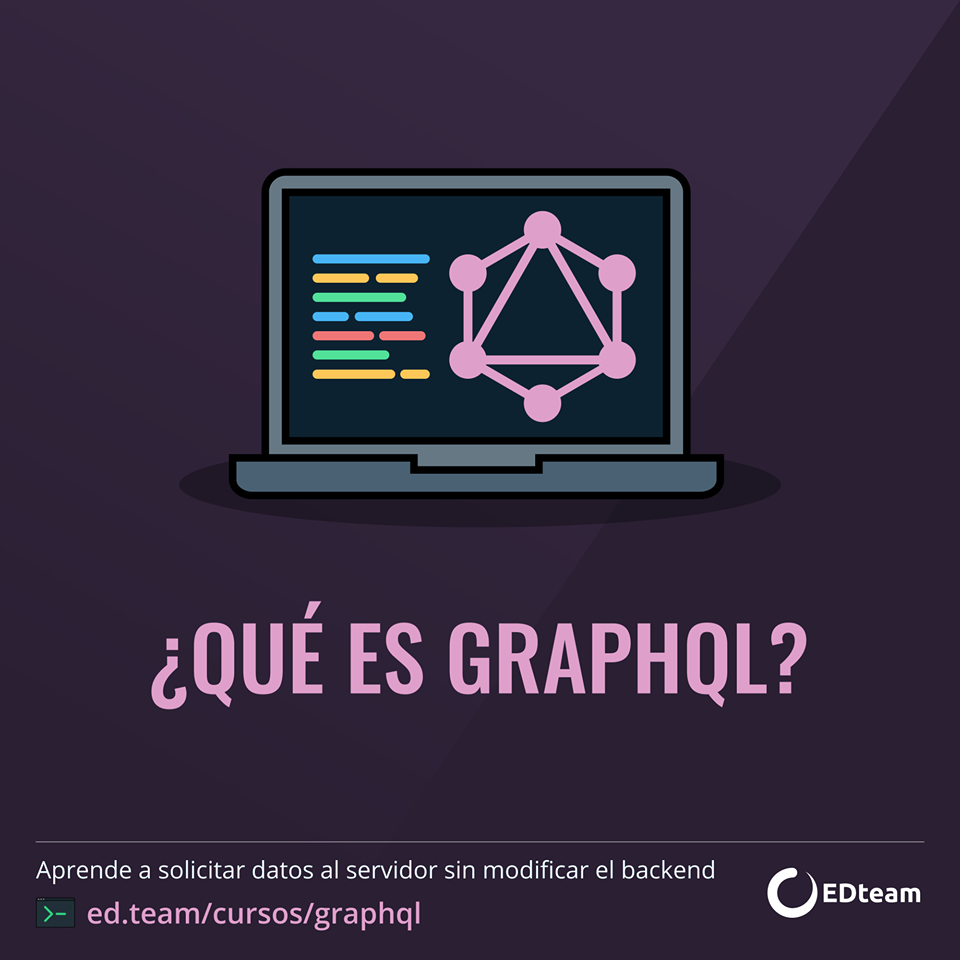 ¿QUÉ ES GRAPHQL?
Aprende a solicitar datos al servidor sin modificar el backend
ed.team/cursos/graphql
EDteam